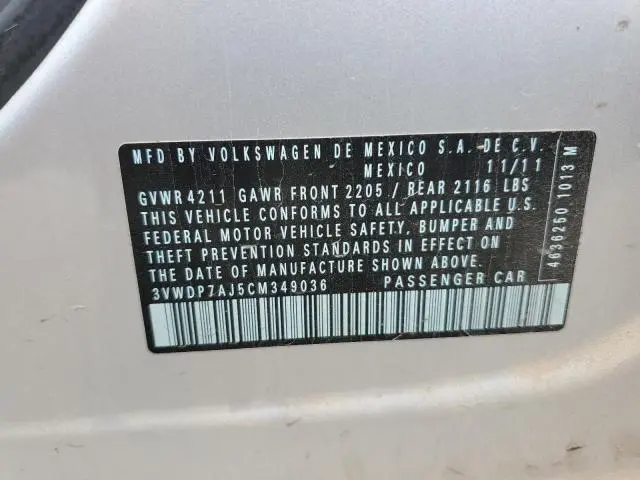 MFD BY VOLKSWAGEN DE MEXICO S.A. DE C.V.
MEXICO 11/11
GVWR 4211 GAWR FRONT 2205 / REAR 2116 LBS
THIS VEHICLE CONFORMS TO ALL APPLICABLE U.S.
FEDERAL MOTOR VEHICLE SAFETY, BUMPER AND
THEFT PREVENTION STANDARDS IN EFFECT ON
THE DATE OF MANUFACTURE SHOWN ABOVE.
3VWDP7AJ5CM349036 PASSENGER CAR
4636260 1013 M